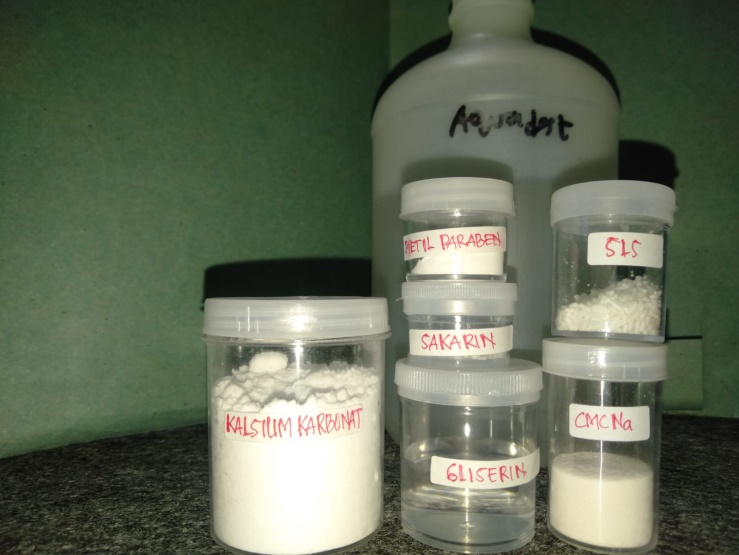 Aquadest
METIL PARABEN
SLS
SAKARIN
KALSIUM KARBONAT
CMC Na
GLISERIN